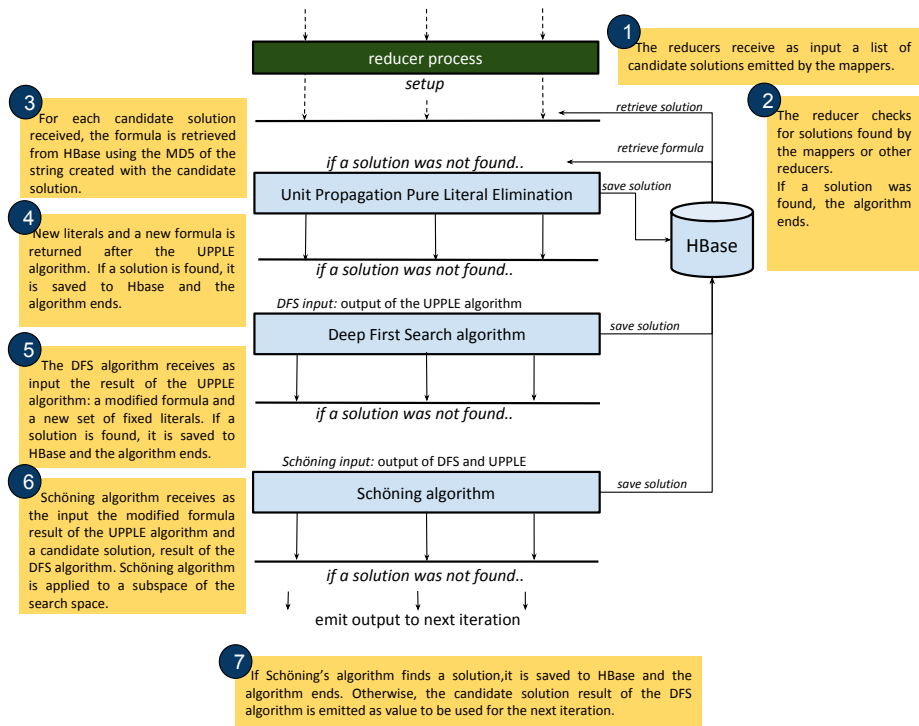 1
The reducers receive as input a list of
candidate solutions emitted by the mappers.
reducer process
setup
2
The reducer checks
for solutions found by
the mappers or other
reducers.
If a solution was
found, the algorithm
ends.
3
For each candidate solution
received, the formula is retrieved
from HBase using the MD5 of the
string created with the candidate
solution.
retrieve solution
retrieve formula
if a solution was not found..
Unit Propagation Pure Literal Elimination
save solution
HBase
4
New literals and a new formula is
returned after the UPPLE
algorithm. If a solution is found, it
is saved to Hbase and the
algorithm ends.
if a solution was not found..
DFS input: output of the UPPLE algorithm
Deep First Search algorithm
save solution
5
The DFS algorithm receives as
input the result of the UPPLE
algorithm: a modified formula and
a new set of fixed literals. If a
solution is found, it is saved to
HBase and the algorithm ends.
if a solution was not found..
Schöning input: output of DFS and UPPLE
Schöning algorithm
save solution
6
Schöning algorithm receives as
the input the modified formula
result of the UPPLE algorithm and
a candidate solution, result of the
DFS algorithm. Schöning algorithm
is applied to a subspace of the
search space.
if a solution was not found..
emit output to next iteration
7
If Schöning's algorithm finds a solution,it is saved to HBase and the
algorithm ends. Otherwise, the candidate solution result of the DFS
algorithm is emitted as value to be used for the next iteration.